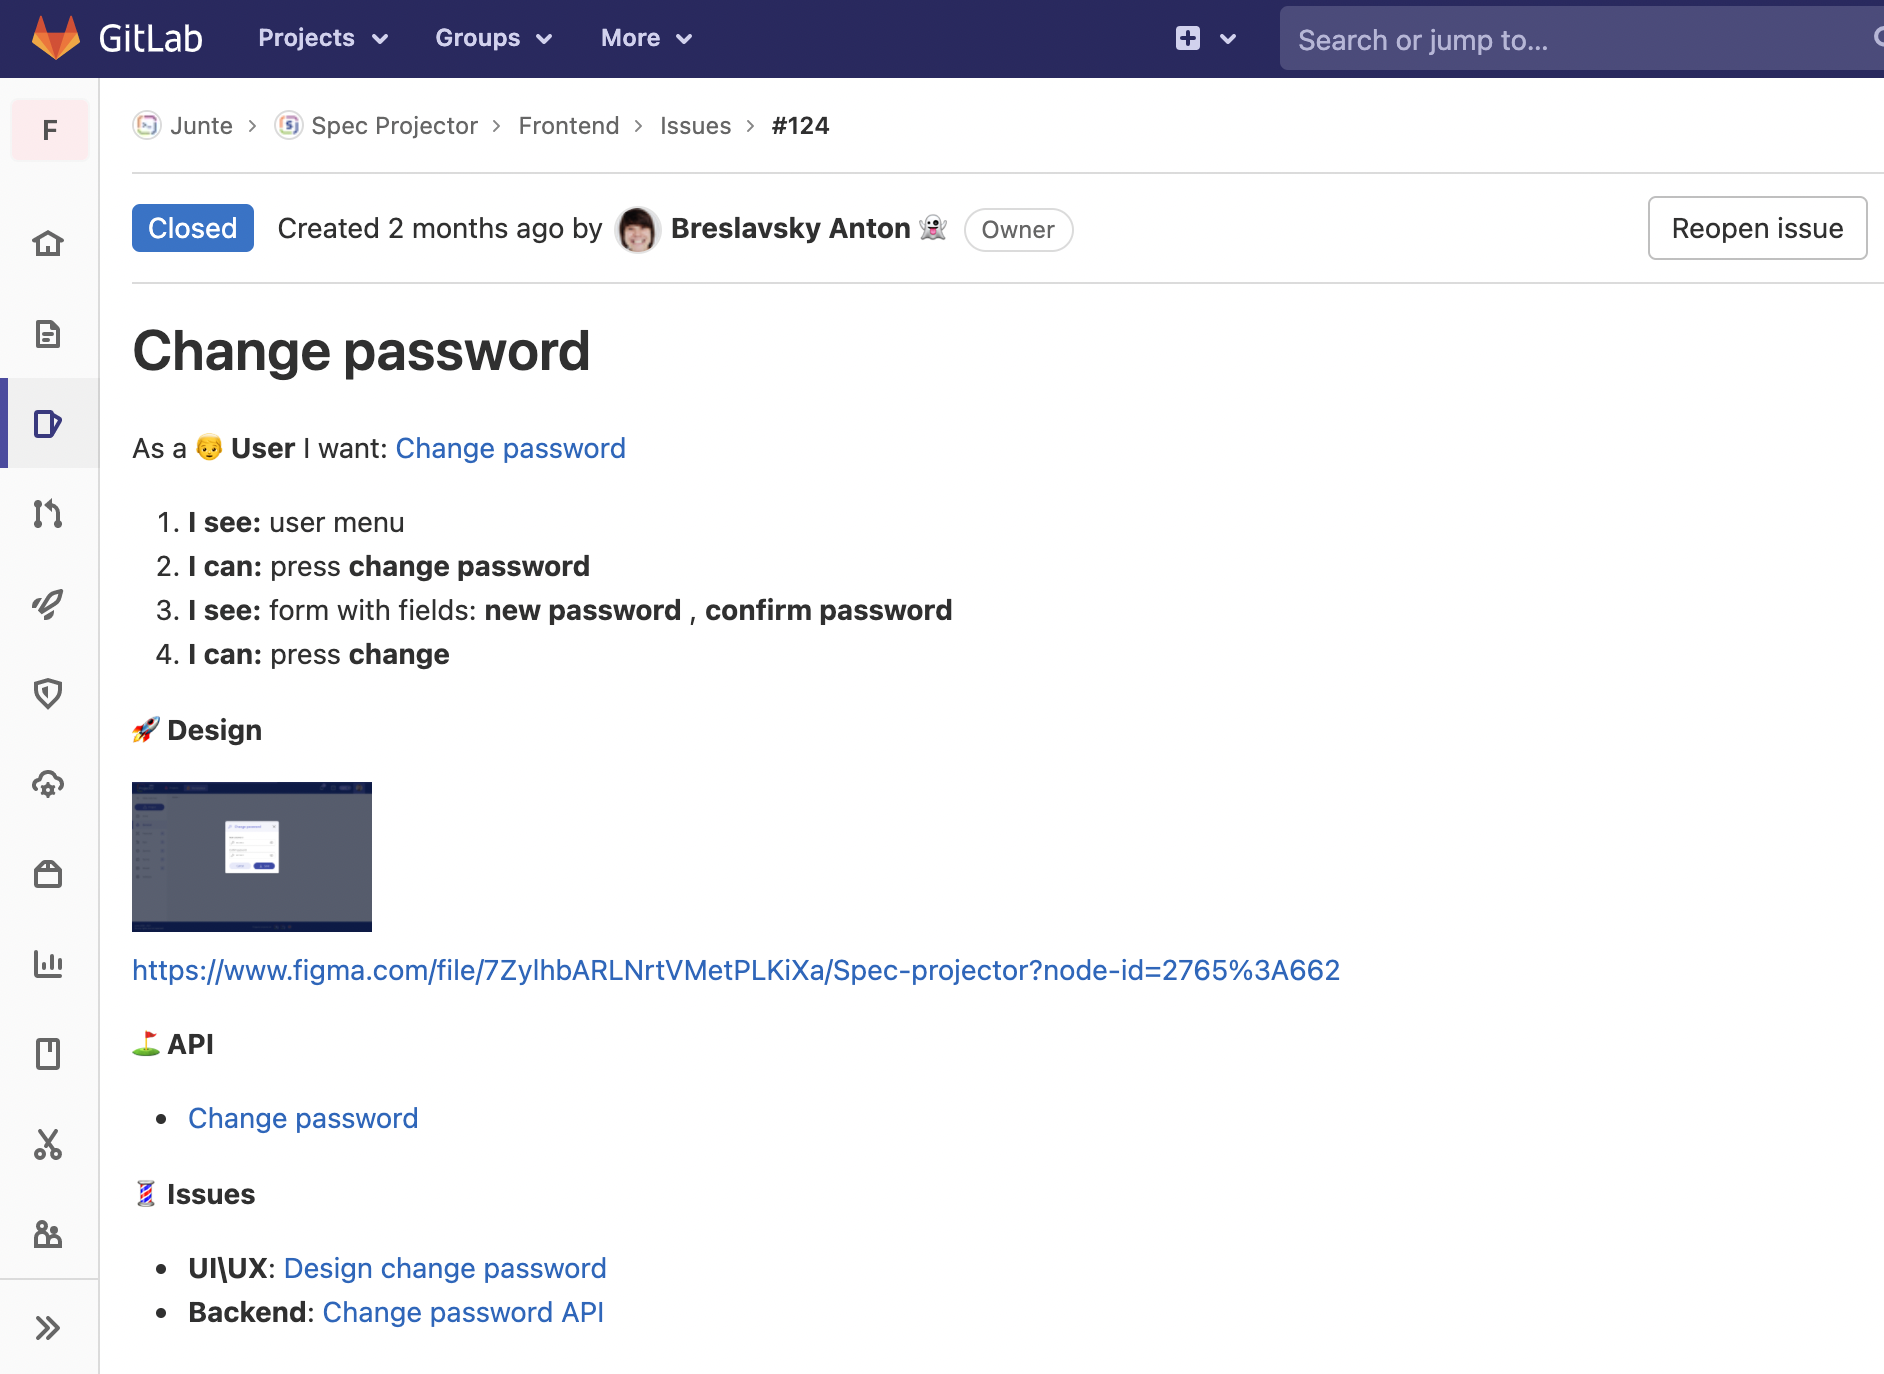 GitLab Projects Groups More Search or jump to...
F
Junte > Spec Projector > Frontend > Issues > #124
Closed Created 2 months ago by Breslavsky Anton 👻 Owner Reopen issue
Change password
As a 👨‍🦳 User I want: Change password
1. I see: user menu
2. I can: press change password
3. I see: form with fields: new password , confirm password
4. I can: press change
🚀 Design
Change password
https://www.figma.com/file/7ZylhbARLNrtVMetPLKiXa/Spec-projector?node-id=2765%3A662
⛳ API
• Change password
💈 Issues
• UI\UX: Design change password
• Backend: Change password API